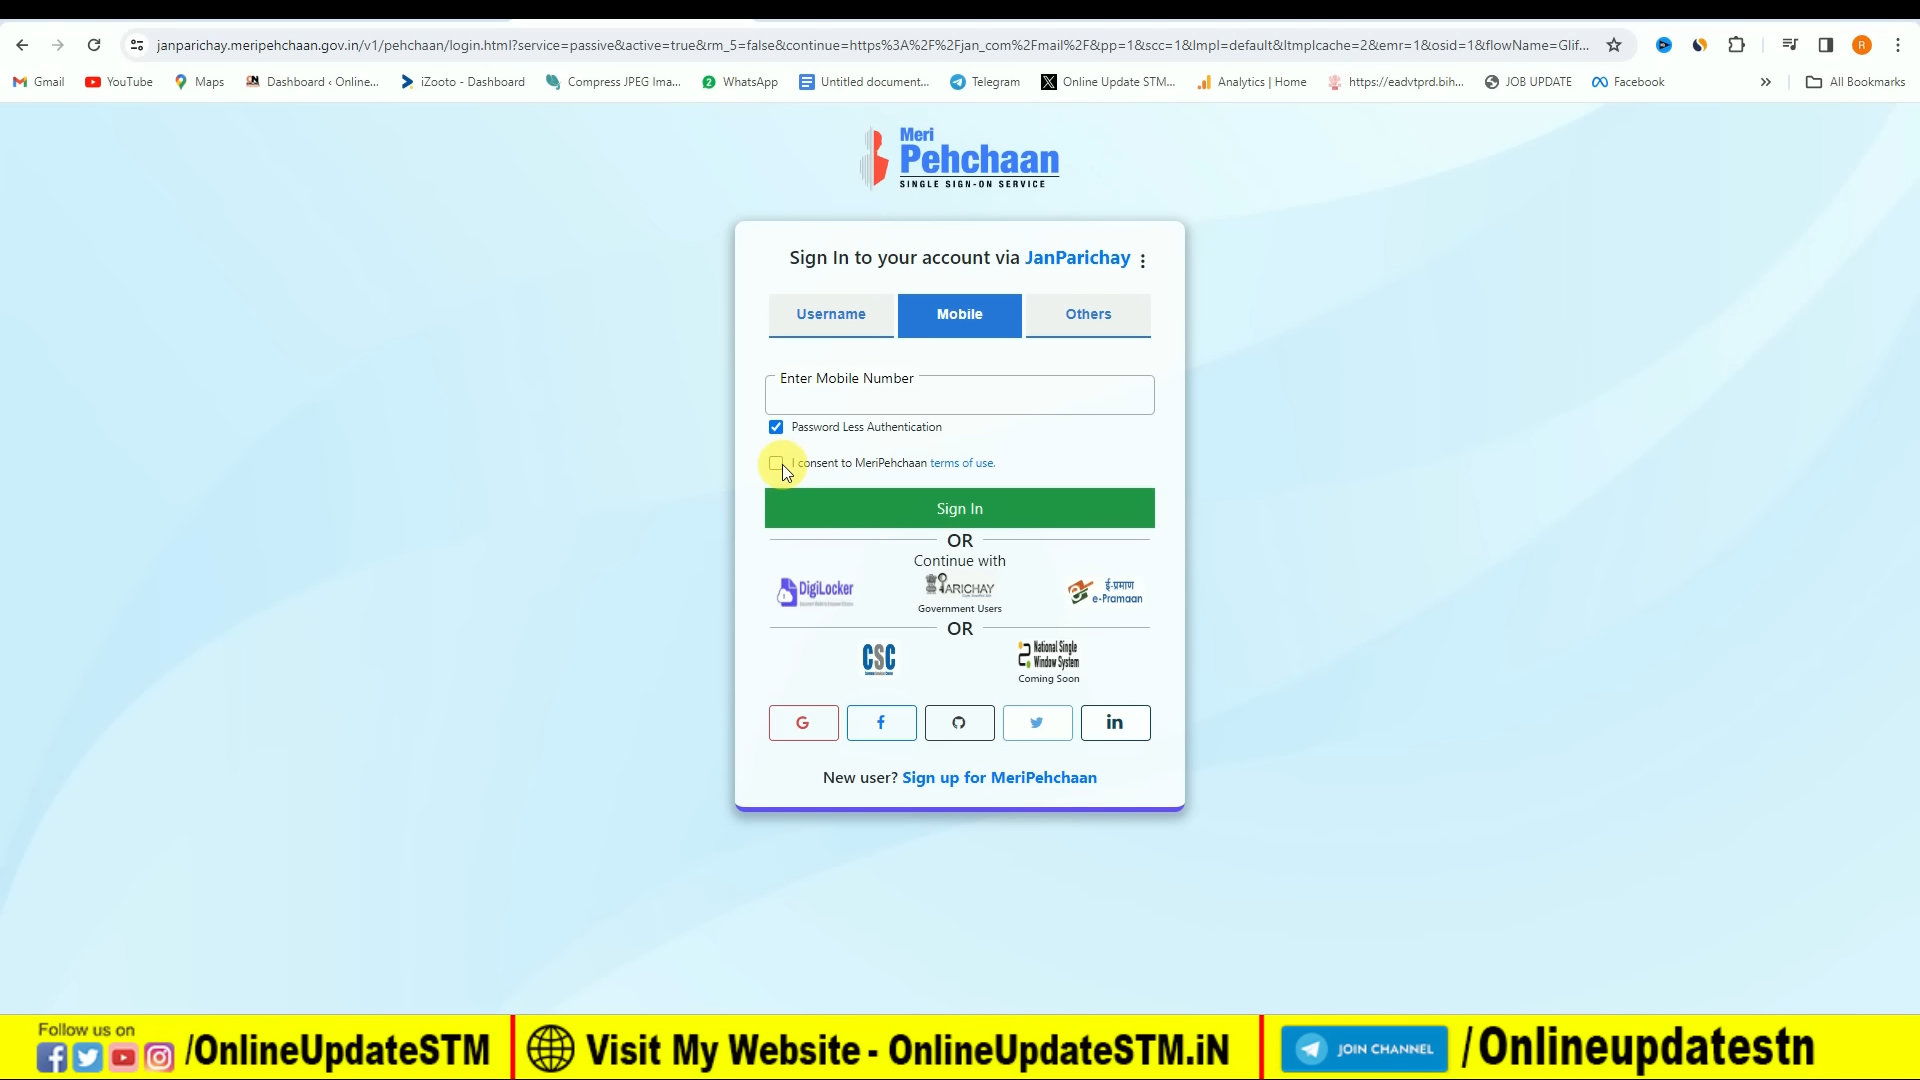 janparichay.meripehchaan.gov.in/v1/pehchaan/login.html?service=passive&active=true&rm_5=false&continue=https%3A%2F%2Fjan_com%2Fmail%2F&pp=1&scc=1&lmpl=default&ltmplcache=2&emr=1&osid=1&flowName=Glif...
R
Gmail
YouTube
Maps
Dashboard ‹ Online...
iZooto - Dashboard
Compress JPEG Ima...
2
WhatsApp
Untitled document...
Telegram
Online Update STM...
Analytics | Home
https://eadvtprd.bih...
JOB UPDATE
Facebook
»
All Bookmarks
Meri
Pehchaan
SINGLE SIGN-ON SERVICE
Sign In to your account via JanParichay
Username
Mobile
Others
Enter Mobile Number
Password Less Authentication
I consent to MeriPehchaan terms of use.
Sign In
OR
Continue with
DigiLocker
PARICHAY
Government Users
ई-प्रमाण
e-Pramaan
OR
CSC
National Single
Window System
Coming Soon
New user? Sign up for MeriPehchaan
Follow us on
/OnlineUpdateSTM
Visit My Website - OnlineUpdateSTM.iN
JOIN CHANNEL
/Onlineupdatestn